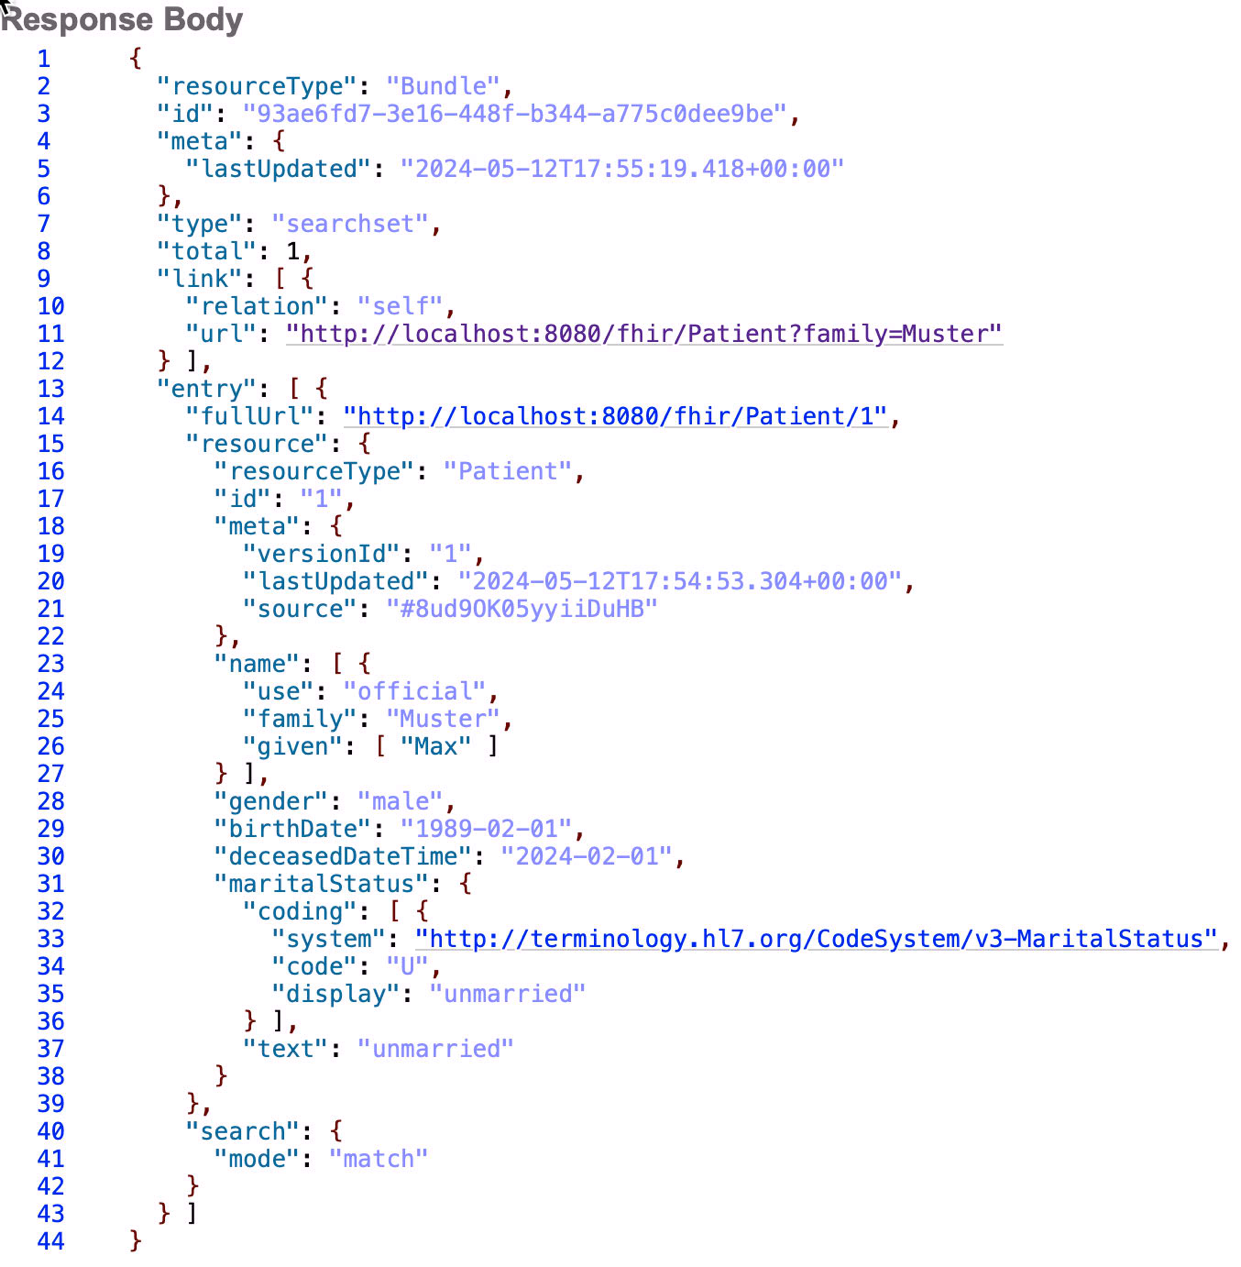 Response Body
1 {
2 "resourceType": "Bundle",
3 "id": "93ae6fd7-3e16-448f-b344-a775c0dee9be",
4 "meta": {
5 "lastUpdated": "2024-05-12T17:55:19.418+00:00"
6 },
7 "type": "searchset",
8 "total": 1,
9 "link": [ {
10 "relation": "self",
11 "url": "http://localhost:8080/fhir/Patient?family=Muster"
12 } ],
13 "entry": [ {
14 "fullUrl": "http://localhost:8080/fhir/Patient/1",
15 "resource": {
16 "resourceType": "Patient",
17 "id": "1",
18 "meta": {
19 "versionId": "1",
20 "lastUpdated": "2024-05-12T17:54:53.304+00:00",
21 "source": "#8ud9OK05yyiiDuHB"
22 },
23 "name": [ {
24 "use": "official",
25 "family": "Muster",
26 "given": [ "Max" ]
27 } ],
28 "gender": "male",
29 "birthDate": "1989-02-01",
30 "deceasedDateTime": "2024-02-01",
31 "maritalStatus": {
32 "coding": [ {
33 "system": "http://terminology.hl7.org/CodeSystem/v3-MaritalStatus",
34 "code": "U",
35 "display": "unmarried"
36 } ],
37 "text": "unmarried"
38 }
39 },
40 "search": {
41 "mode": "match"
42 }
43 } ]
44 }